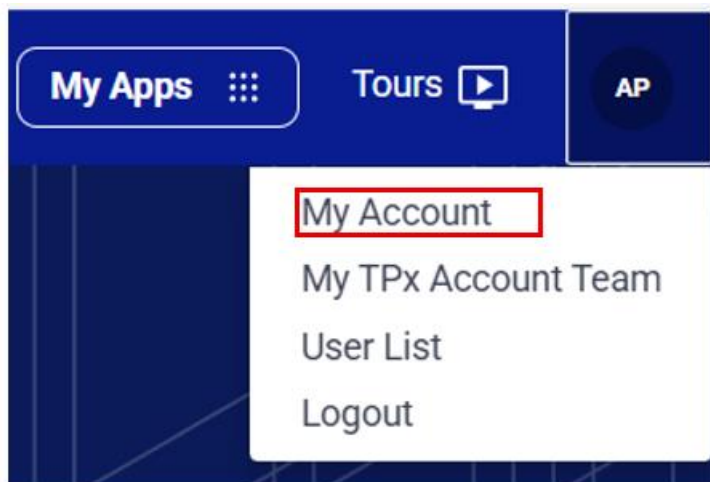 My Apps Tours AP
My Account
My TPx Account Team
User List
Logout